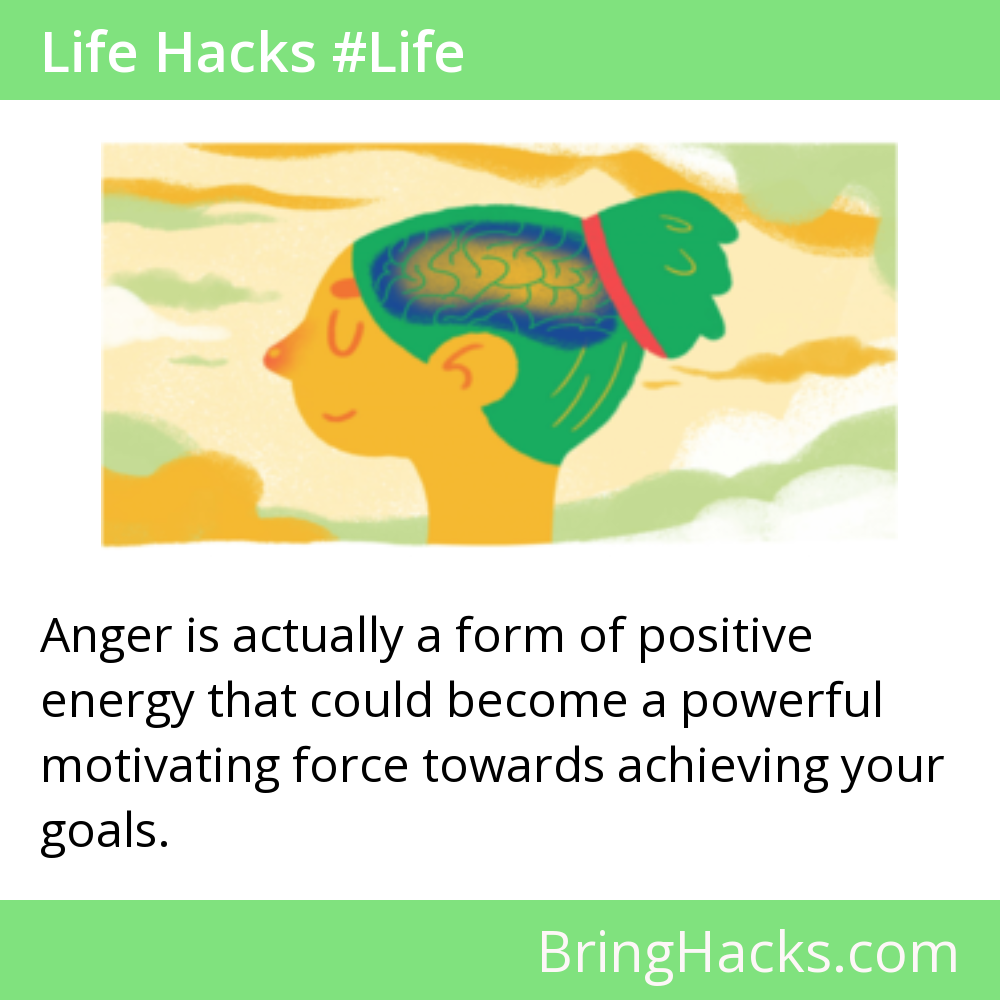 Life Hacks #Life
Anger is actually a form of positive
energy that could become a powerful
motivating force towards achieving your
goals.
BringHacks.com